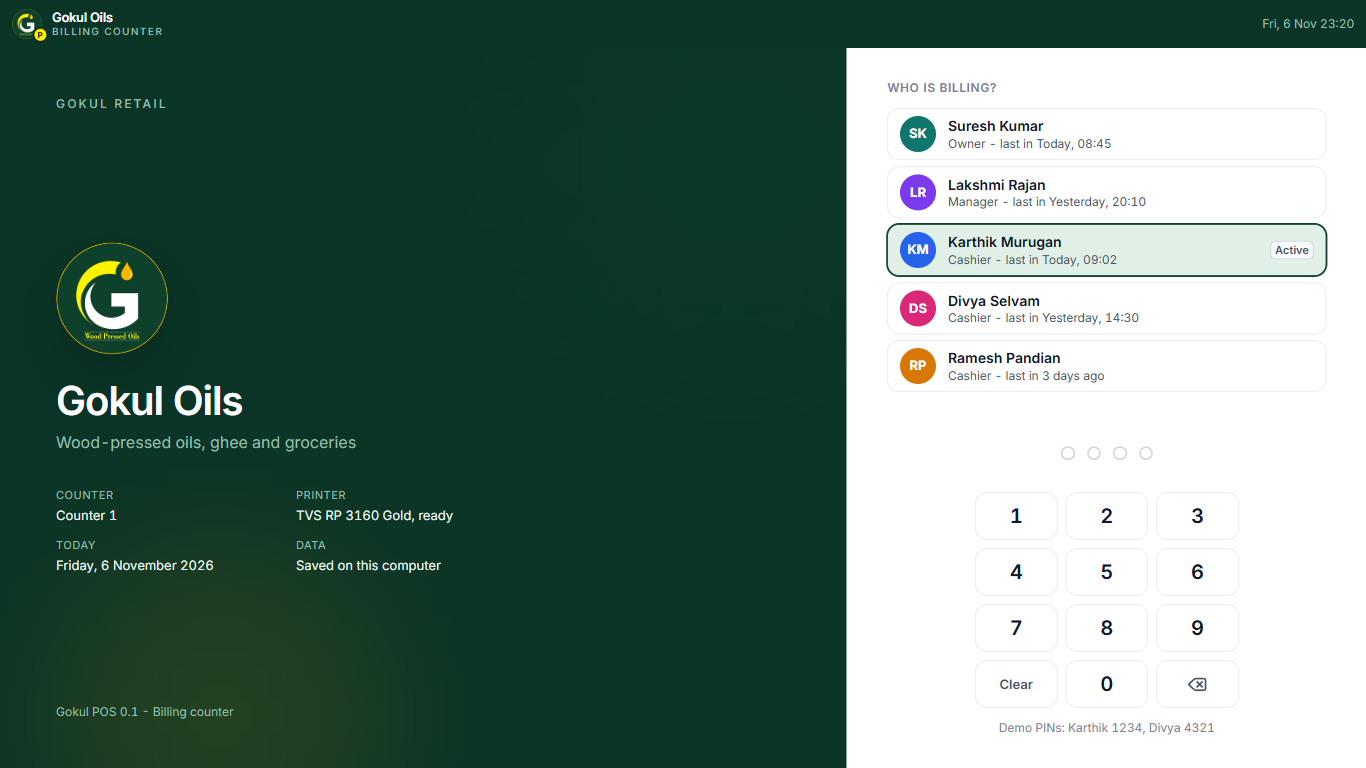 Gokul Oils
BILLING COUNTER
P
Fri, 6 Nov 23:20
GOKUL RETAIL
G
Wood Pressed Oils
Gokul Oils
Wood-pressed oils, ghee and groceries
COUNTER
Counter 1
PRINTER
TVS RP 3160 Gold, ready
TODAY
Friday, 6 November 2026
DATA
Saved on this computer
Gokul POS 0.1 - Billing counter
WHO IS BILLING?
SK
Suresh Kumar
Owner - last in Today, 08:45
LR
Lakshmi Rajan
Manager - last in Yesterday, 20:10
KM
Karthik Murugan
Cashier - last in Today, 09:02
Active
DS
Divya Selvam
Cashier - last in Yesterday, 14:30
RP
Ramesh Pandian
Cashier - last in 3 days ago
1 2 3
4 5 6
7 8 9
Clear 0
Demo PINs: Karthik 1234, Divya 4321